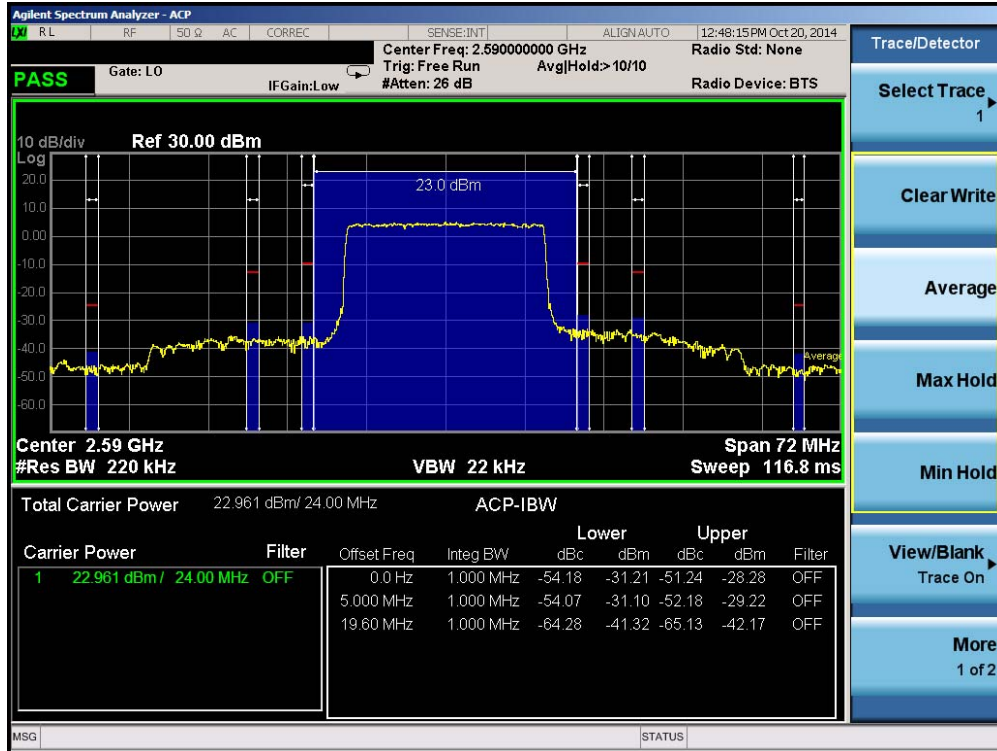 Agilent Spectrum Analyzer - ACP
LXI RL RF 50 Ω AC CORREC SENSE:INT ALIGN AUTO 12:48:15 PM Oct 20, 2014
Center Freq: 2.590000000 GHz Radio Std: None
PASS Gate: LO Trig: Free Run Avg|Hold:>10/10
IFGain:Low #Atten: 26 dB Radio Device: BTS
10 dB/div Ref 30.00 dBm
Log
20.0
10.0
0.00
-10.0
-20.0
-30.0
-40.0
-50.0
-60.0
23.0 dBm
Average
Center 2.59 GHz Span 72 MHz
#Res BW 220 kHz VBW 22 kHz Sweep 116.8 ms
Total Carrier Power 22.961 dBm/ 24.00 MHz ACP-IBW
Lower Upper
Carrier Power Filter Offset Freq Integ BW dBc dBm dBc dBm Filter
1 22.961 dBm / 24.00 MHz OFF 0.0 Hz 1.000 MHz -54.18 -31.21 -51.24 -28.28 OFF
5.000 MHz 1.000 MHz -54.07 -31.10 -52.18 -29.22 OFF
19.60 MHz 1.000 MHz -64.28 -41.32 -65.13 -42.17 OFF
MSG STATUS
Trace/Detector
Select Trace
1
Clear Write
Average
Max Hold
Min Hold
View/Blank
Trace On
More
1 of 2